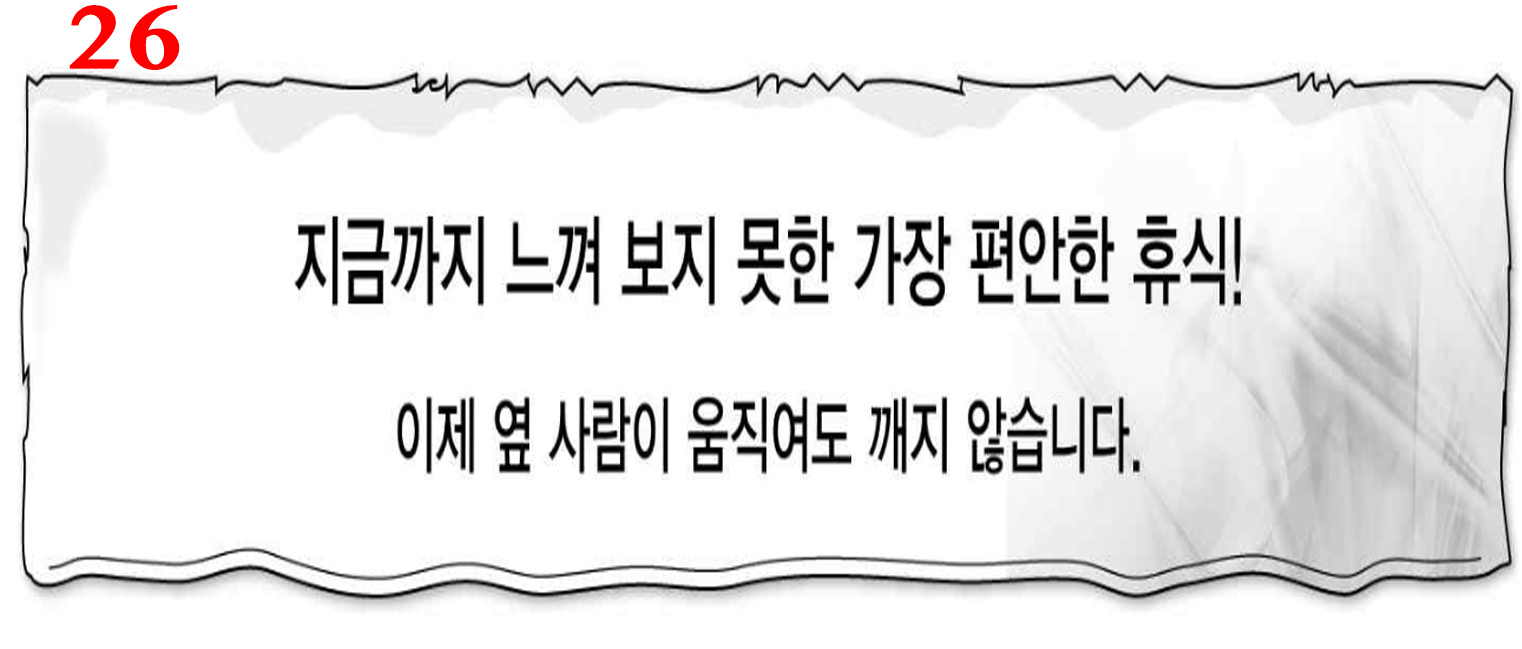 26
지금까지 느껴 보지 못한 가장 편안한 휴식!
이제 옆 사람이 움직여도 깨지 않습니다.